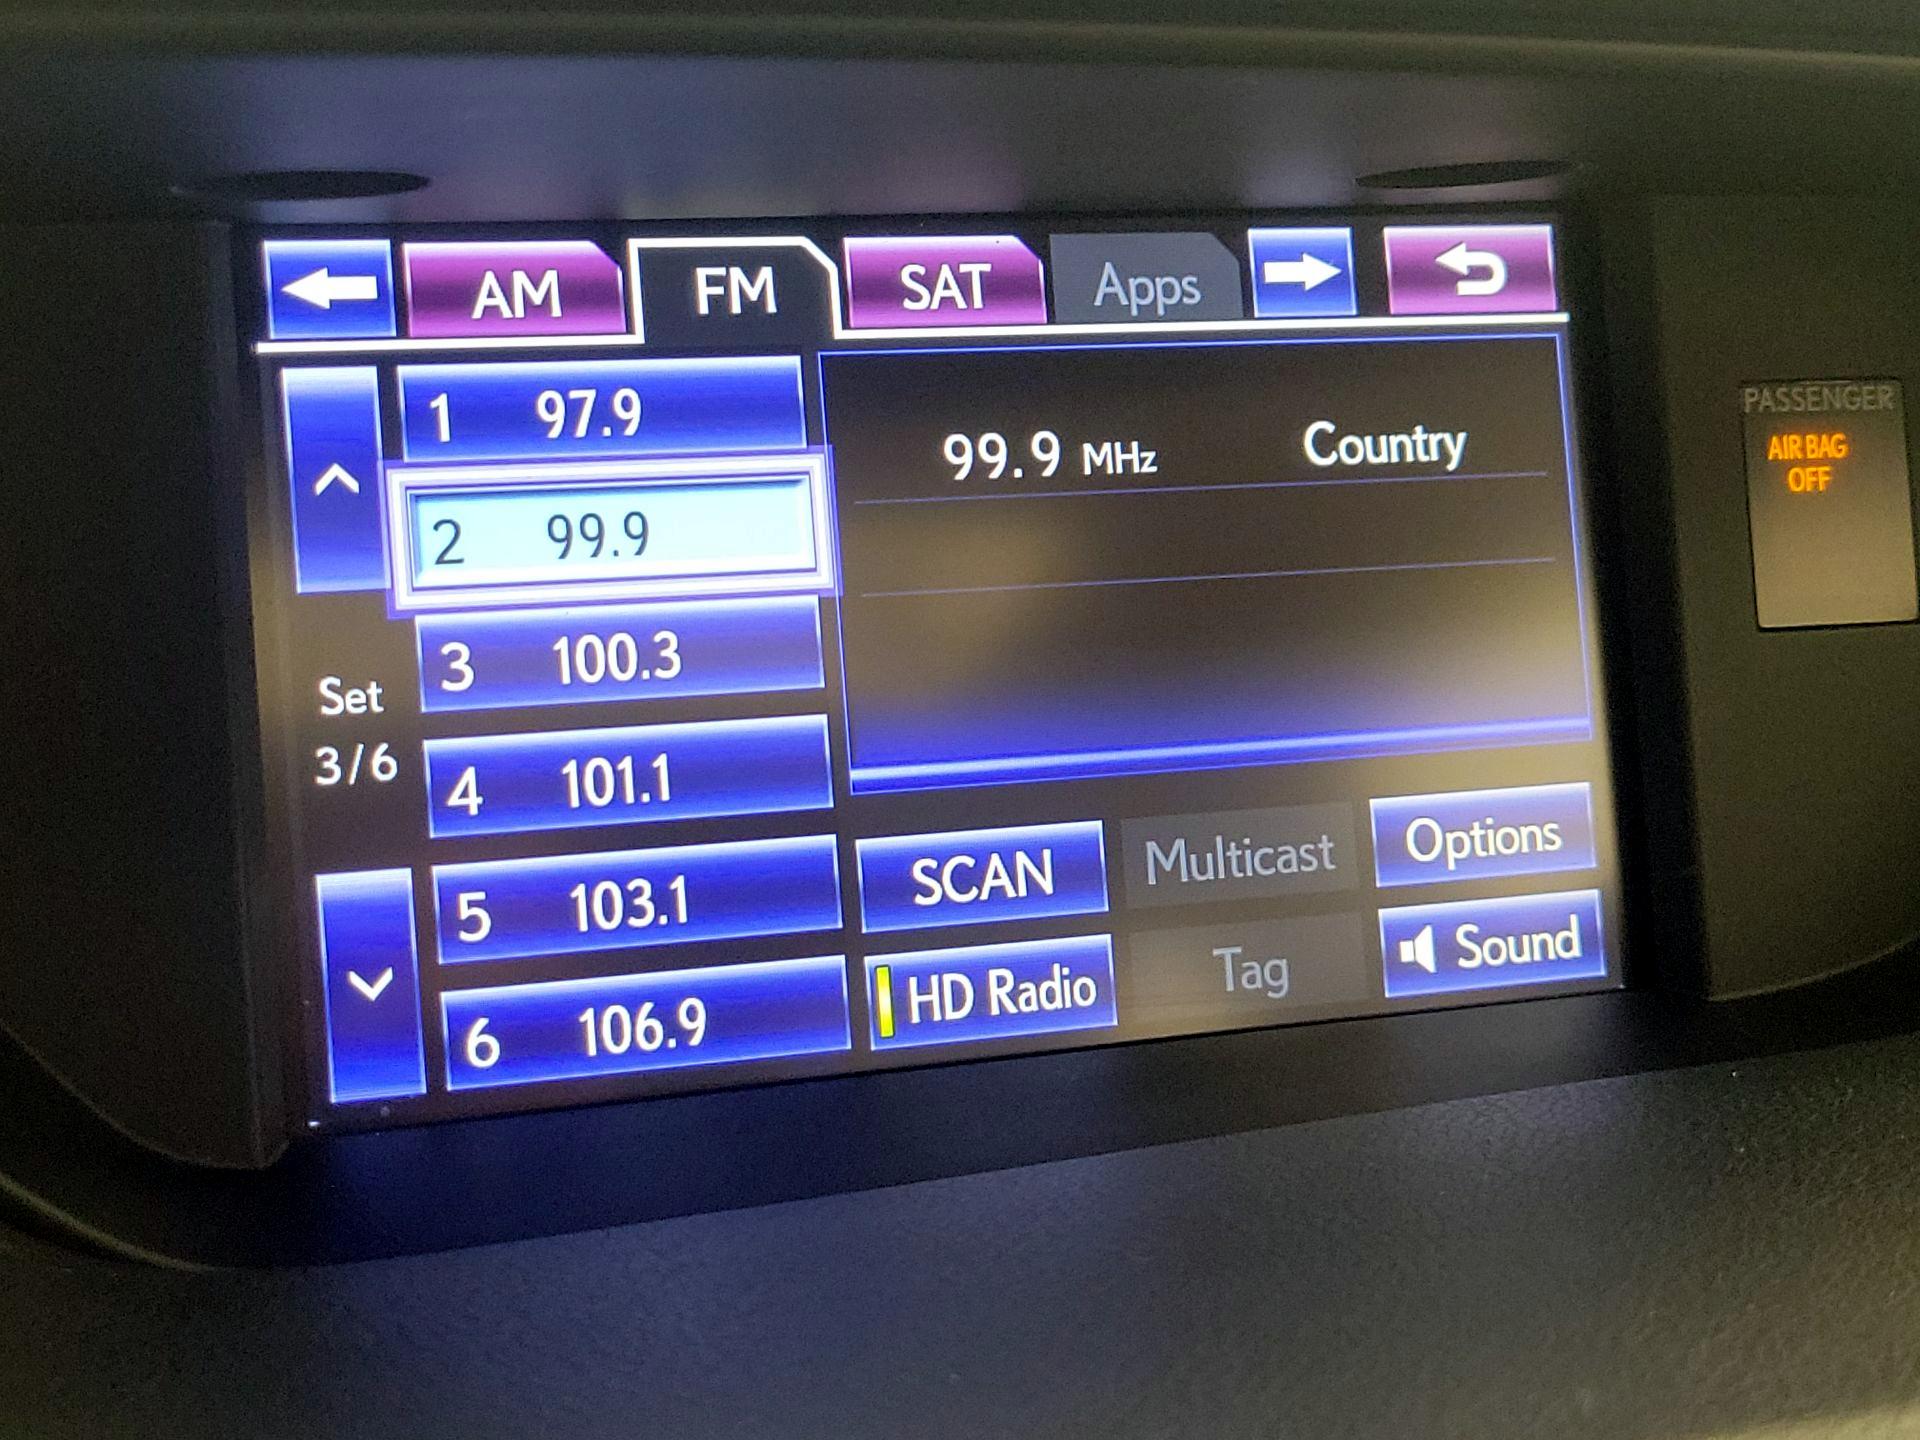 AM FM SAT Apps
1 97.9
2 99.9
3 100.3
4 101.1
5 103.1
6 106.9
Set
3/6
99.9 MHz Country
SCAN Multicast Options
HD Radio Tag Sound
PASSENGER
AIR BAG
OFF